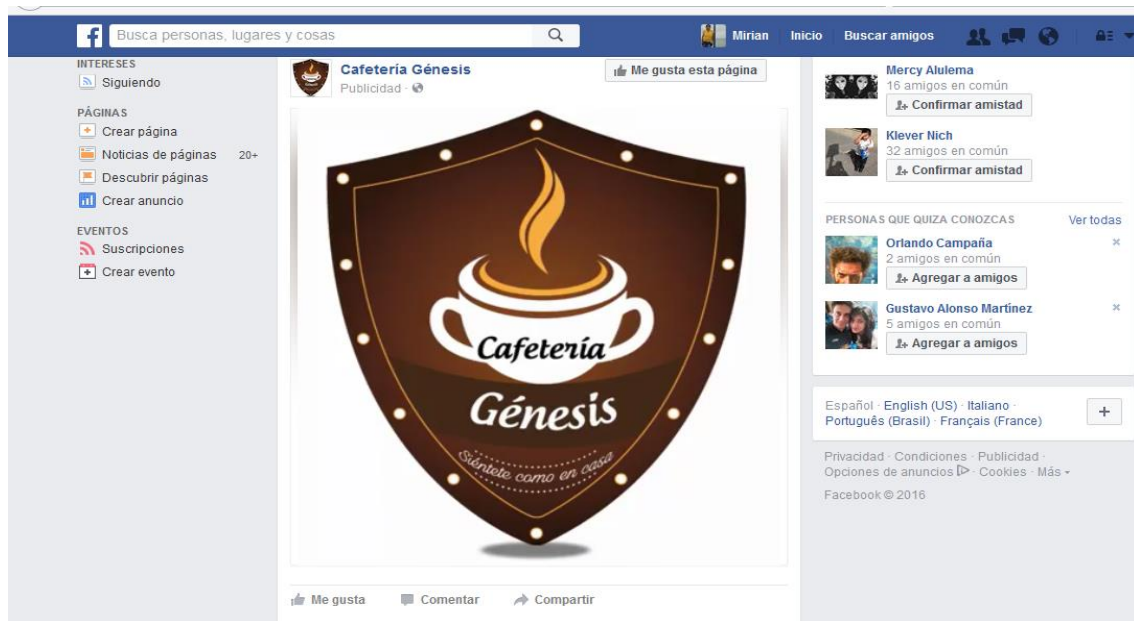 Busca personas, lugares y cosas
Mirian
Inicio
Buscar amigos
INTERESES
Siguiendo
PÁGINAS
Crear página
Noticias de páginas 20+
Descubrir páginas
Crear anuncio
EVENTOS
Suscripciones
Crear evento
Cafetería Génesis
Publicidad ·
Me gusta esta página
Cafetería
Génesis
Siéntete como en casa
Me gusta
Comentar
Compartir
Mercy Alulema
16 amigos en común
Confirmar amistad
Klever Nich
32 amigos en común
Confirmar amistad
PERSONAS QUE QUIZA CONOZCAS
Ver todas
Orlando Campaña
2 amigos en común
Agregar a amigos
Gustavo Alonso Martínez
5 amigos en común
Agregar a amigos
Español · English (US) · Italiano ·
Português (Brasil) · Français (France)
Privacidad · Condiciones · Publicidad ·
Opciones de anuncios · Cookies · Más
Facebook © 2016